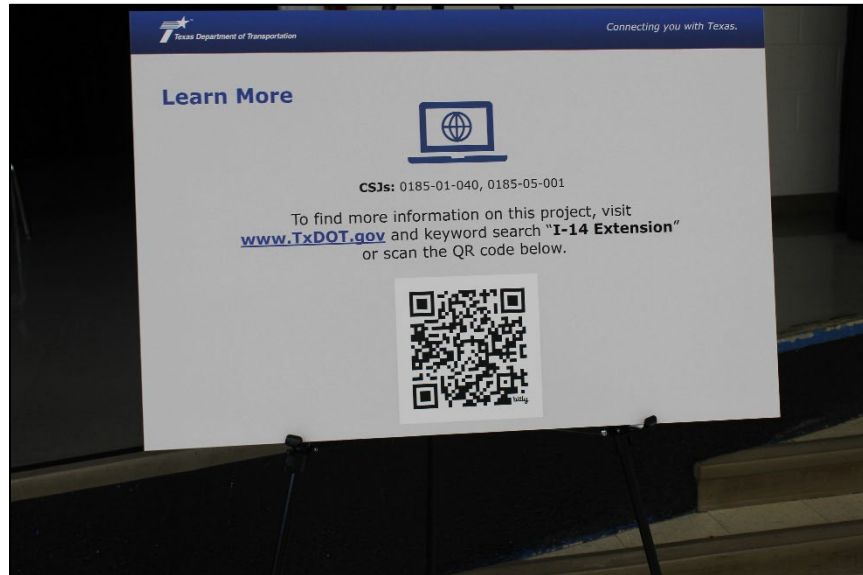 Texas Department of Transportation
Connecting you with Texas.
Learn More
CSJs: 0185-01-040, 0185-05-001
To find more information on this project, visit
www.TxDOT.gov and keyword search “I-14 Extension”
or scan the QR code below.
bitly